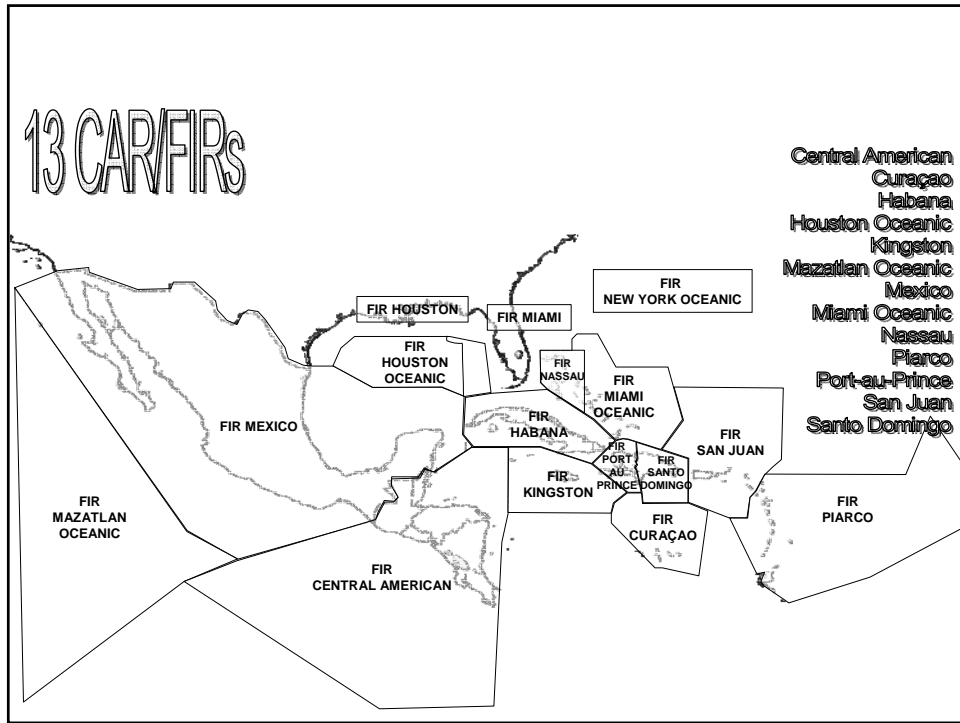 13 CAR/FIRs
Central American
Curaçao
Habana
Houston Oceanic
Kingston
Mazatlan Oceanic
Mexico
Miami Oceanic
Nassau
Piarco
Port-au-Prince
San Juan
Santo Domingo
FIR
NEW YORK OCEANIC
FIR HOUSTON
FIR MIAMI
FIR
HOUSTON
OCEANIC
FIR
NASSAU
FIR
MIAMI
OCEANIC
FIR MEXICO
FIR
HABANA
FIR
SAN JUAN
FIR
PORT
AU
PRINCE
FIR
SANTO
DOMINGO
FIR
KINGSTON
FIR
MAZATLAN
OCEANIC
FIR
PIARCO
FIR
CURAÇAO
FIR
CENTRAL AMERICAN